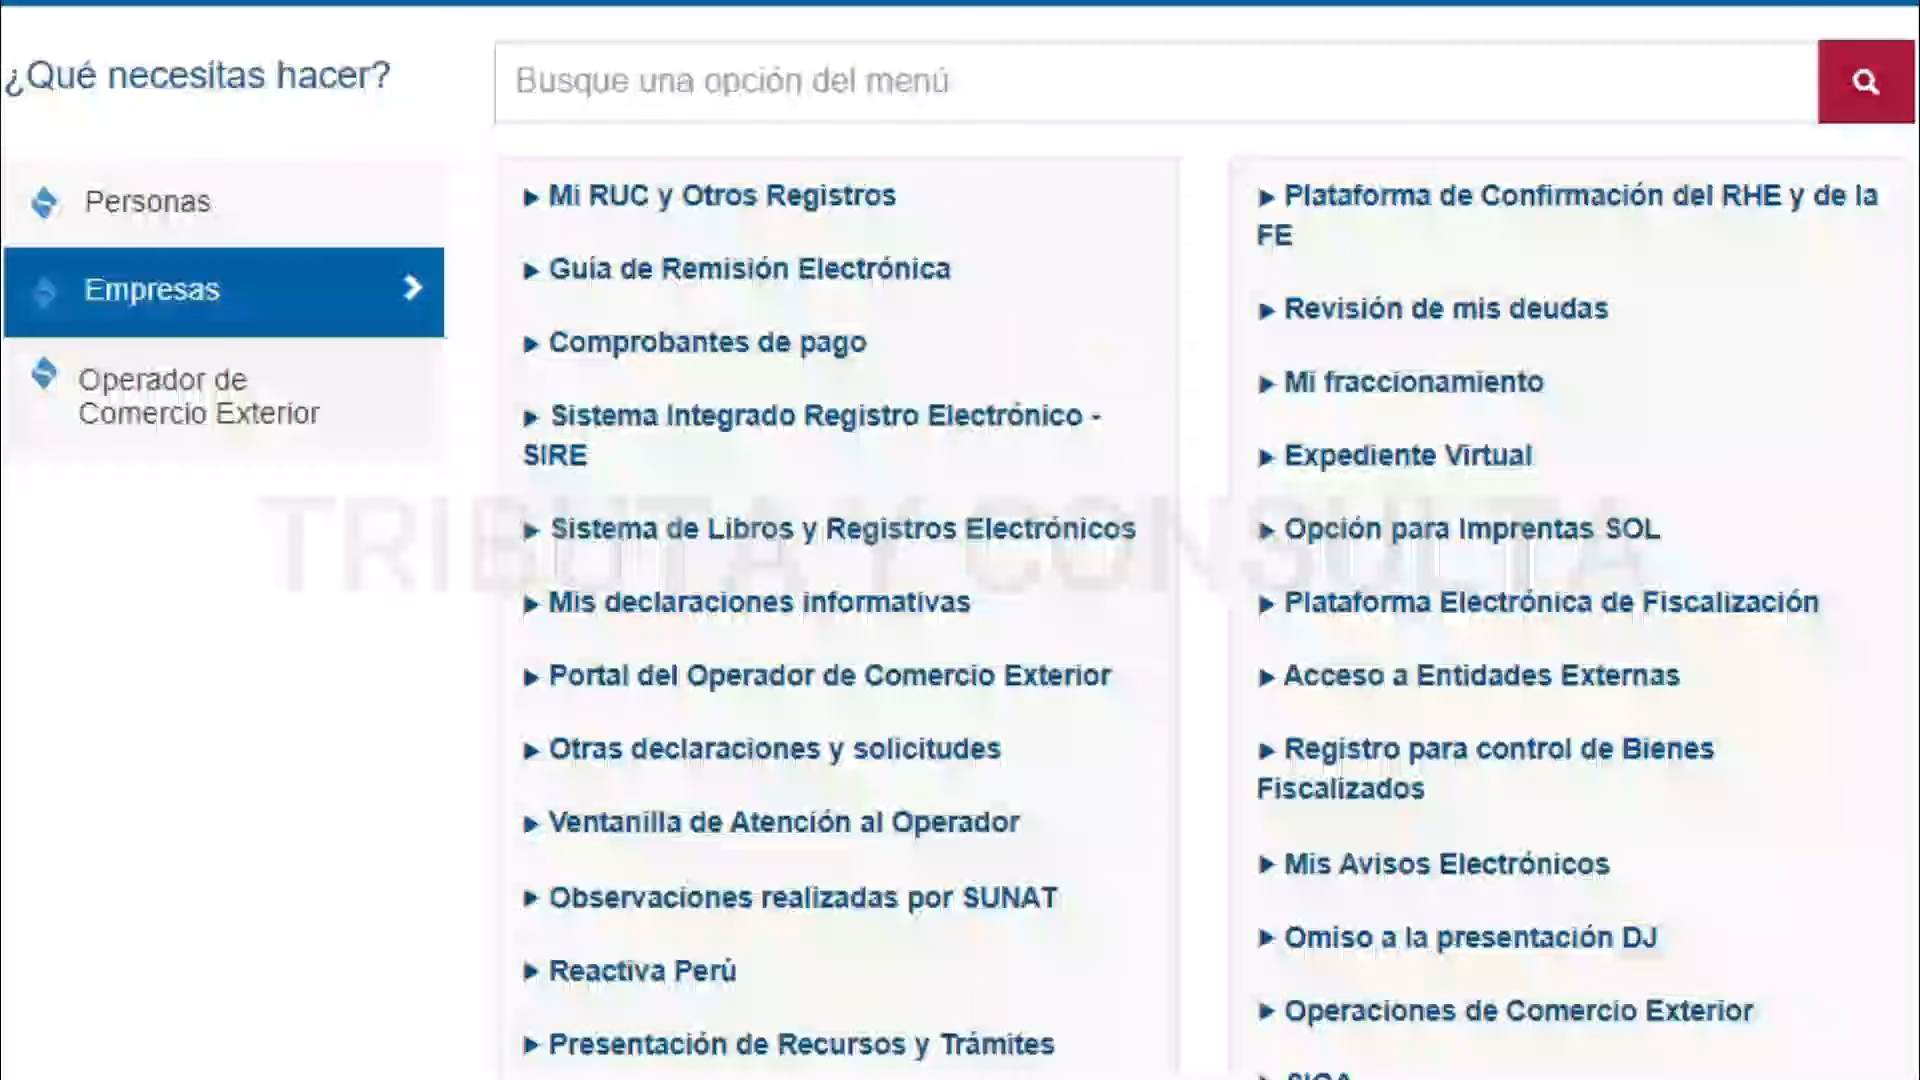 ¿Qué necesitas hacer?
Busque una opción del menú
Personas
Empresas
Operador de
Comercio Exterior
Mi RUC y Otros Registros
Guía de Remisión Electrónica
Comprobantes de pago
Sistema Integrado Registro Electrónico -
SIRE
Sistema de Libros y Registros Electrónicos
Mis declaraciones informativas
Portal del Operador de Comercio Exterior
Otras declaraciones y solicitudes
Ventanilla de Atención al Operador
Observaciones realizadas por SUNAT
Reactiva Perú
Presentación de Recursos y Trámites
Plataforma de Confirmación del RHE y de la
FE
Revisión de mis deudas
Mi fraccionamiento
Expediente Virtual
Opción para Imprentas SOL
Plataforma Electrónica de Fiscalización
Acceso a Entidades Externas
Registro para control de Bienes
Fiscalizados
Mis Avisos Electrónicos
Omiso a la presentación DJ
Operaciones de Comercio Exterior
TRIBUTA Y CONSULTA